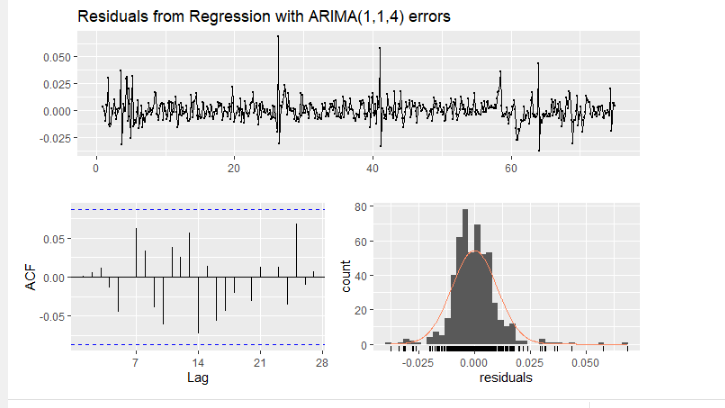 Residuals from Regression with ARIMA(1,1,4) errors
0.050
0.025
0.000
-0.025
0 20 40 60
ACF
0.05
0.00
-0.05
7 14 21 28
Lag
count
80
60
40
20
0
-0.025 0.000 0.025 0.050
residuals